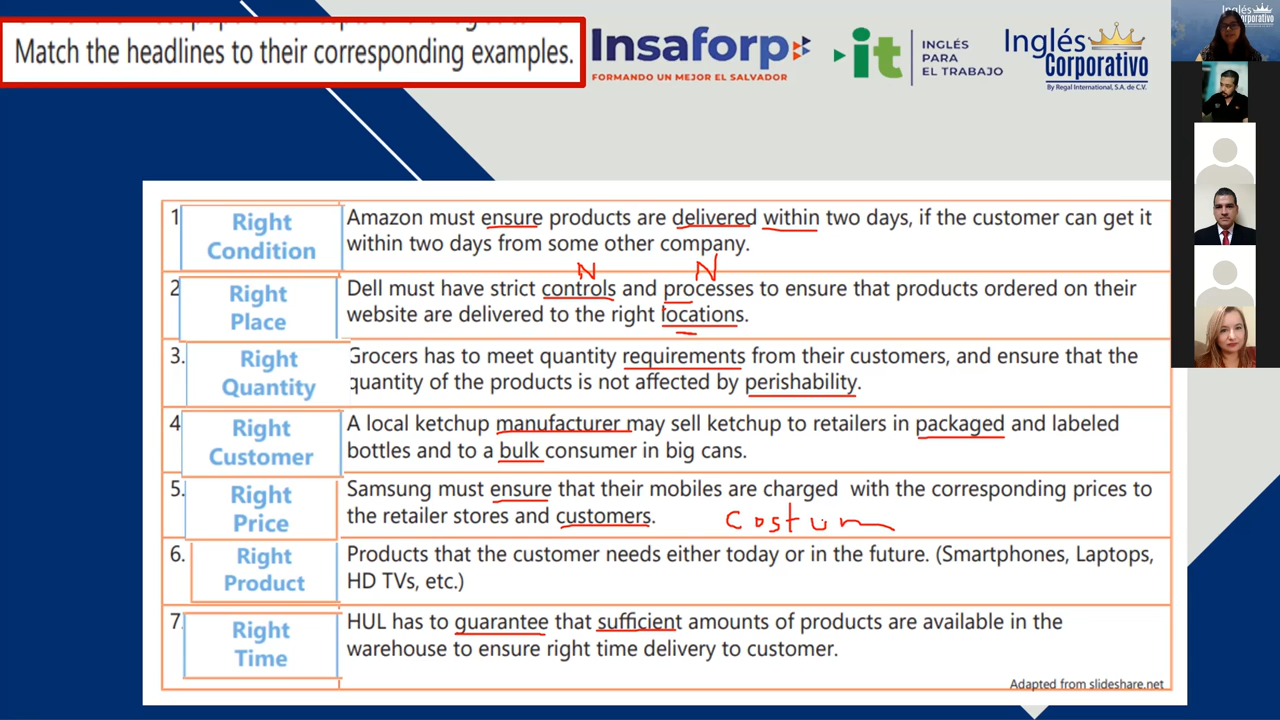 Match the headlines to their corresponding examples.
Insaforp
FORMANDO UN MEJOR EL SALVADOR
it
INGLÉS
PARA
EL TRABAJO
Inglés
Corporativo
By Regal International, S.A. de C.V.
Inglés
Corporativo
1
Right
Condition
Amazon must ensure products are delivered within two days, if the customer can get it
within two days from some other company.
N N
2
Right
Place
Dell must have strict controls and processes to ensure that products ordered on their
website are delivered to the right locations.
3.
Right
Quantity
Grocers has to meet quantity requirements from their customers, and ensure that the
quantity of the products is not affected by perishability.
4
Right
Customer
A local ketchup manufacturer may sell ketchup to retailers in packaged and labeled
bottles and to a bulk consumer in big cans.
5.
Right
Price
Samsung must ensure that their mobiles are charged with the corresponding prices to
the retailer stores and customers.
Costum
6.
Right
Product
Products that the customer needs either today or in the future. (Smartphones, Laptops,
HD TVs, etc.)
7.
Right
Time
HUL has to guarantee that sufficient amounts of products are available in the
warehouse to ensure right time delivery to customer.
Adapted from slideshare.net